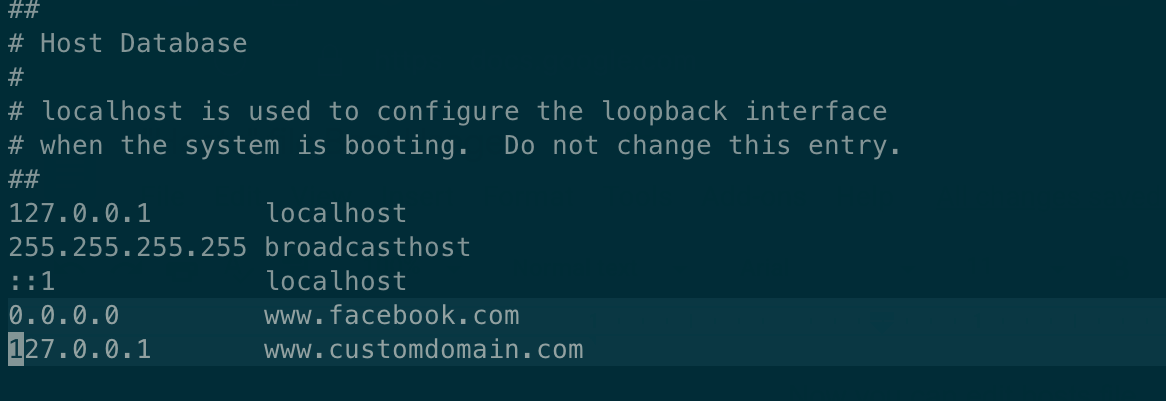 ##
# Host Database
#
# localhost is used to configure the loopback interface
# when the system is booting.  Do not change this entry.
##
127.0.0.1       localhost
255.255.255.255 broadcasthost
::1             localhost
0.0.0.0         www.facebook.com
127.0.0.1       www.customdomain.com